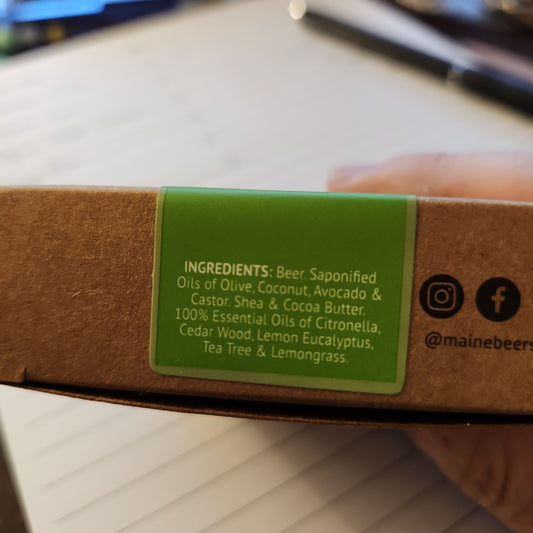 INGREDIENTS: Beer. Saponified
Oils of Olive, Coconut, Avocado &
Castor. Shea & Cocoa Butter.
100% Essential Oils of Citronella,
Cedar Wood, Lemon Eucalyptus,
Tea Tree & Lemongrass.
@mainebeers